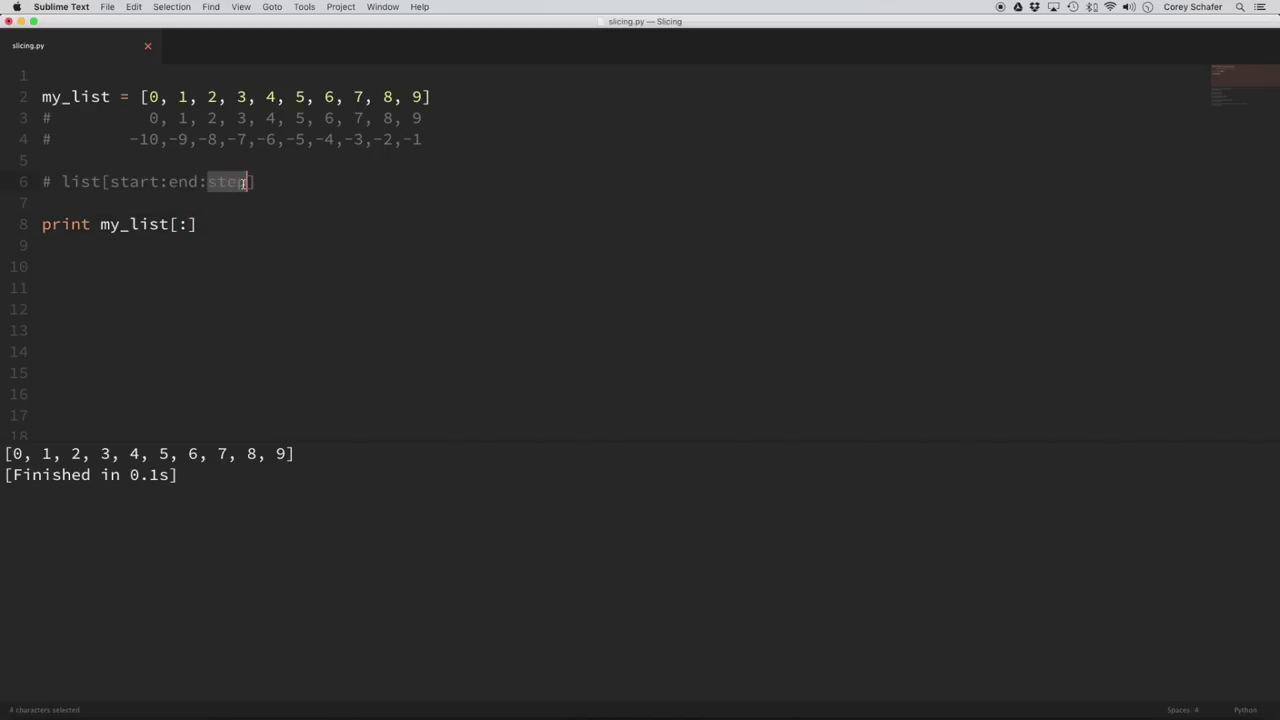 Sublime Text File Edit Selection Find View Goto Tools Project Window Help Corey Schafer
slicing.py — Slicing
slicing.py
1
2 my_list = [0, 1, 2, 3, 4, 5, 6, 7, 8, 9]
3 # 0, 1, 2, 3, 4, 5, 6, 7, 8, 9
4 # -10,-9,-8,-7,-6,-5,-4,-3,-2,-1
5
6 # list[start:end:step]
7
8 print my_list[:]
9
10
11
12
13
14
15
16
17
18
[0, 1, 2, 3, 4, 5, 6, 7, 8, 9]
[Finished in 0.1s]
4 characters selected Spaces: 4 Python